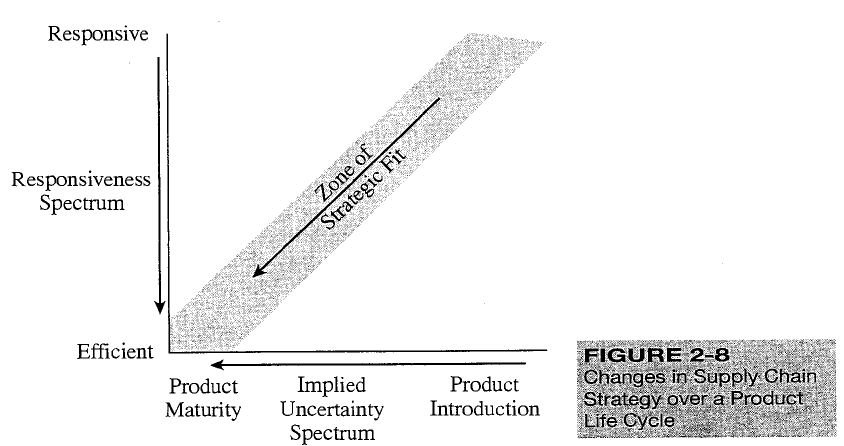 Responsive
Responsiveness
Spectrum
Zone of
Strategic Fit
Efficient
Product
Maturity
Implied
Uncertainty
Spectrum
Product
Introduction
FIGURE 2-8
Changes in Supply Chain
Strategy over a Product
Life Cycle